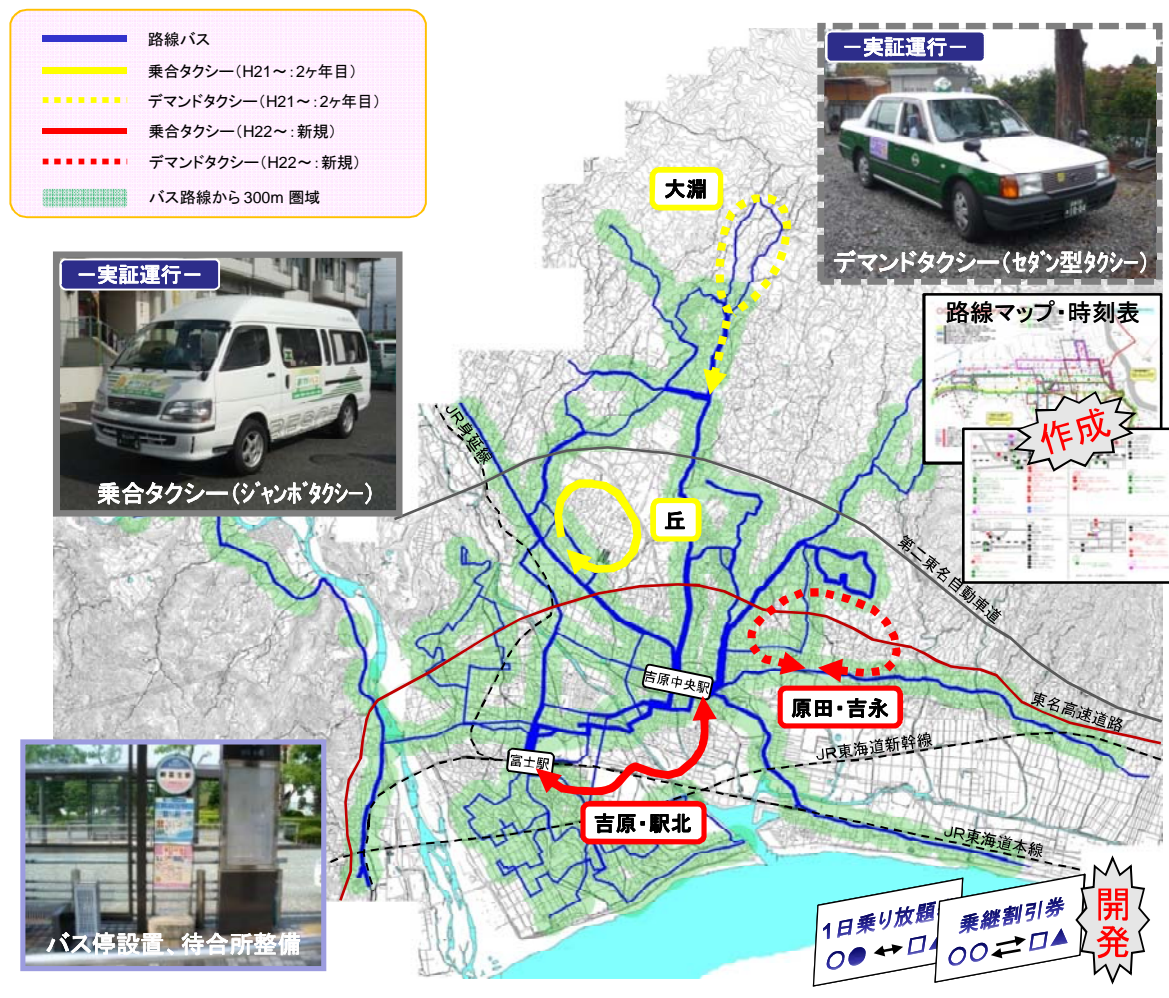 路線バス
乗合タクシー(H21～:2ヶ年目)
デマンドタクシー(H21～:2ヶ年目)
乗合タクシー(H22～:新規)
デマンドタクシー(H22～:新規)
バス路線から300m 圏域
－実証運行－
デマンドタクシー(セダン型タクシー)
大淵
－実証運行－
乗合タクシー(ジャンボタクシー)
路線マップ・時刻表
作成
JR身延線
丘
第二東名自動車道
吉原中央駅
原田・吉永
東名高速道路
JR東海道新幹線
富士駅
吉原・駅北
JR東海道本線
バス停設置、待合所整備
1日乗り放題
○●↔□▲
乗継割引券
○○⇄□▲
開発